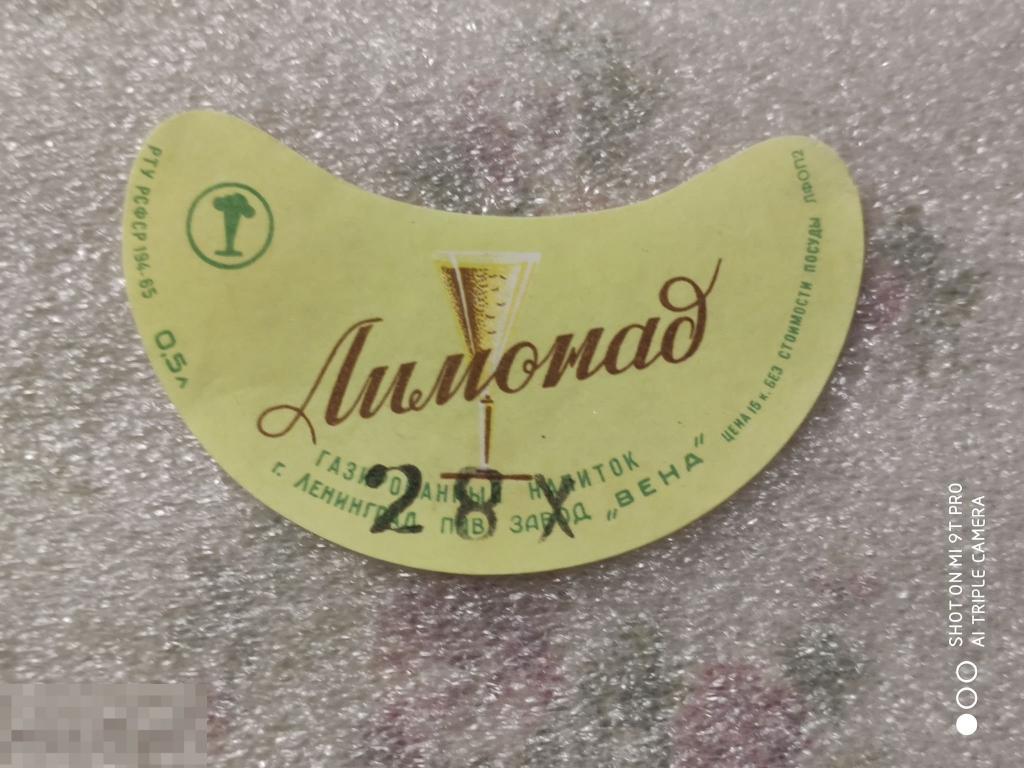 РТУ РСФСР 194-65
0,5 л
Лимонад
ГАЗИРОВАННЫЙ НАПИТОК
г. ЛЕНИНГРАД ПИВ. ЗАВОД „ВЕНА"
28 X
ЦЕНА 15 к. БЕЗ СТОИМОСТИ ПОСУДЫ
ЛФОП2
SHOT ON MI 9T PRO
AI TRIPLE CAMERA